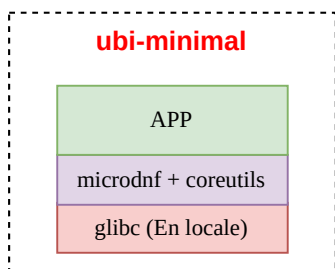 ubi-minimal
APP
microdnf + coreutils
glibc (En locale)